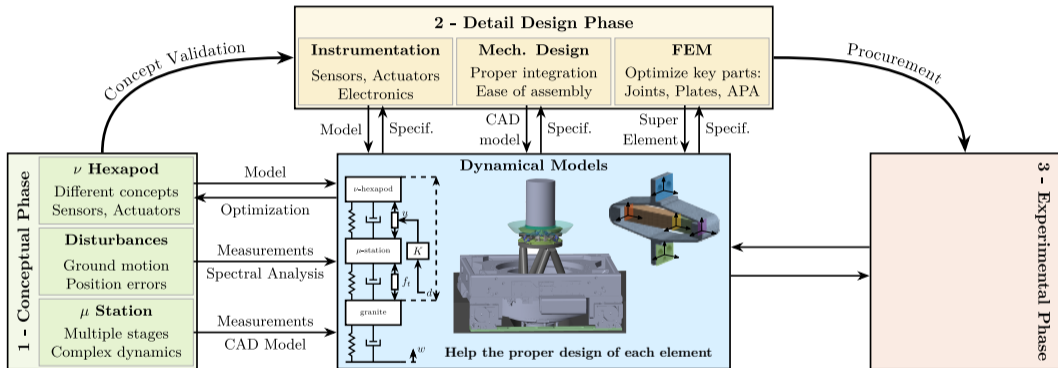 2 - Detail Design Phase
Instrumentation
Sensors, Actuators
Electronics
Mech. Design
Proper integration
Ease of assembly
FEM
Optimize key parts:
Joints, Plates, APA
Concept Validation
Procurement
Model
Specif.
CAD
model
Specif.
Super
Element
Specif.
1 - Conceptual Phase
ν Hexapod
Different concepts
Sensors, Actuators
Disturbances
Ground motion
Position errors
μ Station
Multiple stages
Complex dynamics
Model
Optimization
Measurements
Spectral Analysis
Measurements
CAD Model
Dynamical Models
ν-hexapod
y
μ-station
K
f_t
d
granite
w
Help the proper design of each element
3 - Experimental Phase